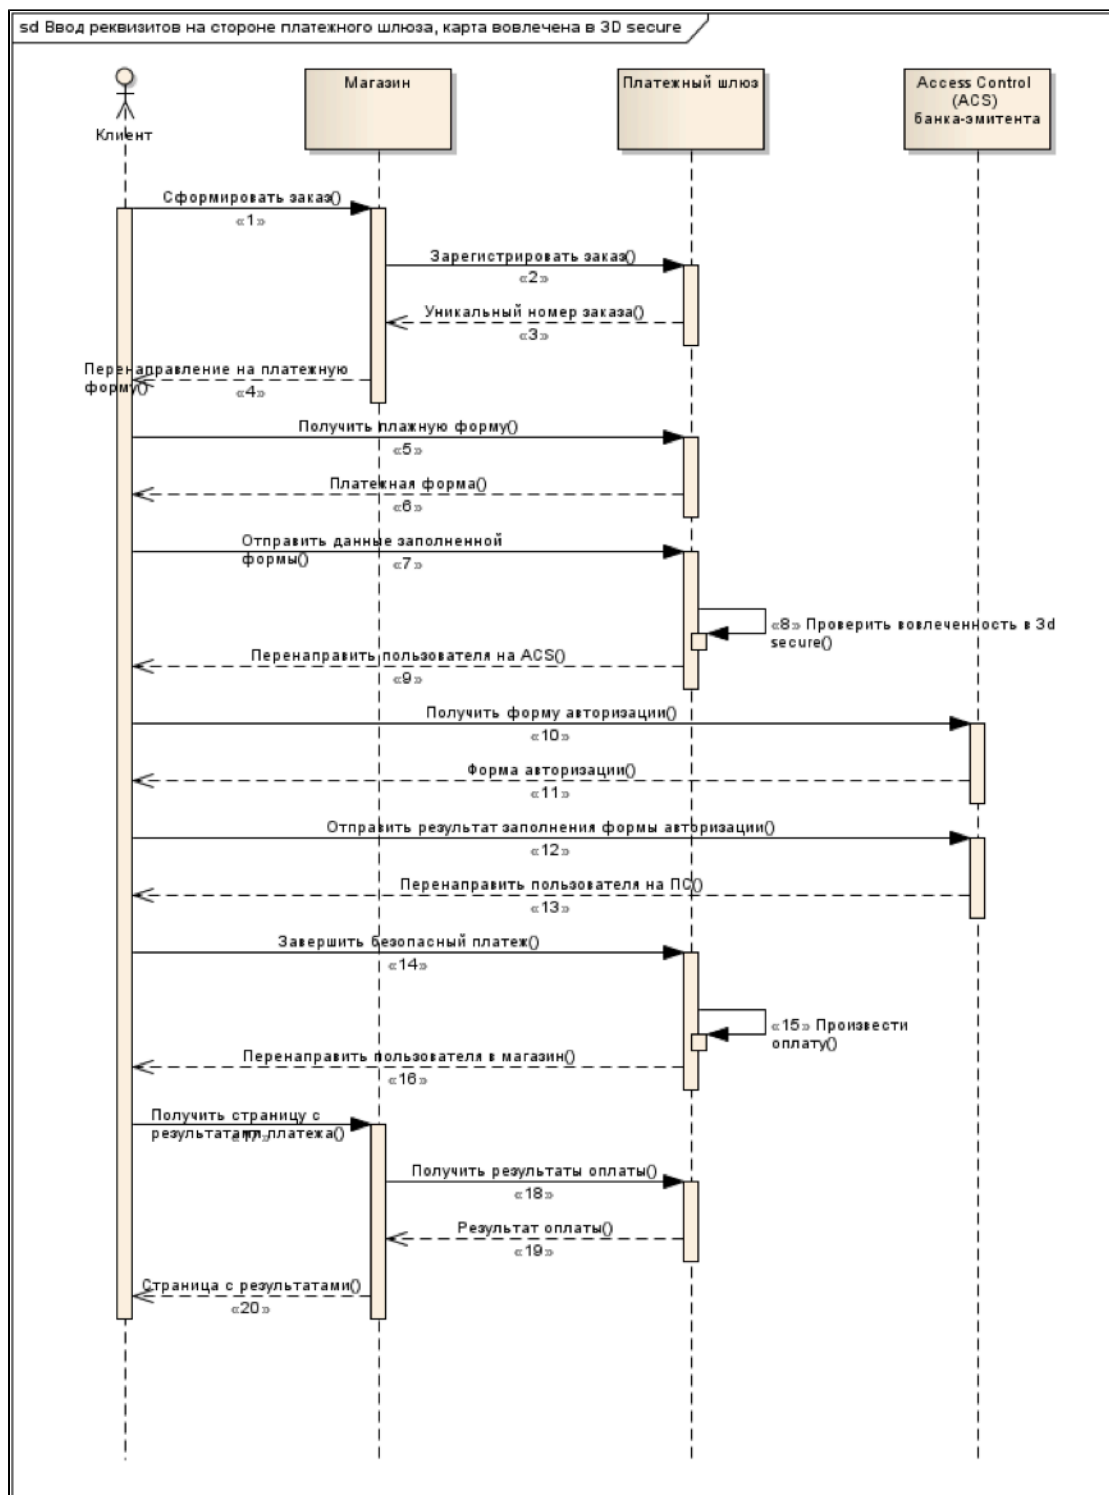 sd Ввод реквизитов на стороне платежного шлюза, карта вовлечена в 3D secure
Клиент
Магазин
Платежный шлюз
Access Control
(ACS)
банка-эмитента
Сформировать заказ()
«1»
Зарегистрировать заказ()
«2»
Уникальный номер заказа()
«3»
Перенаправление на платежную
форму()
«4»
Получить плажную форму()
«5»
Платежная форма()
«6»
Отправить данные заполненной
формы()
«7»
«8» Проверить вовлеченность в 3d
secure()
Перенаправить пользователя на ACS()
«9»
Получить форму авторизации()
«10»
Форма авторизации()
«11»
Отправить результат заполнения формы авторизации()
«12»
Перенаправить пользователя на ПС()
«13»
Завершить безопасный платеж()
«14»
«15» Произвести
оплату()
Перенаправить пользователя в магазин()
«16»
Получить страницу с
результатами платежа()
«17»
Получить результаты оплаты()
«18»
Результат оплаты()
«19»
Страница с результатами()
«20»